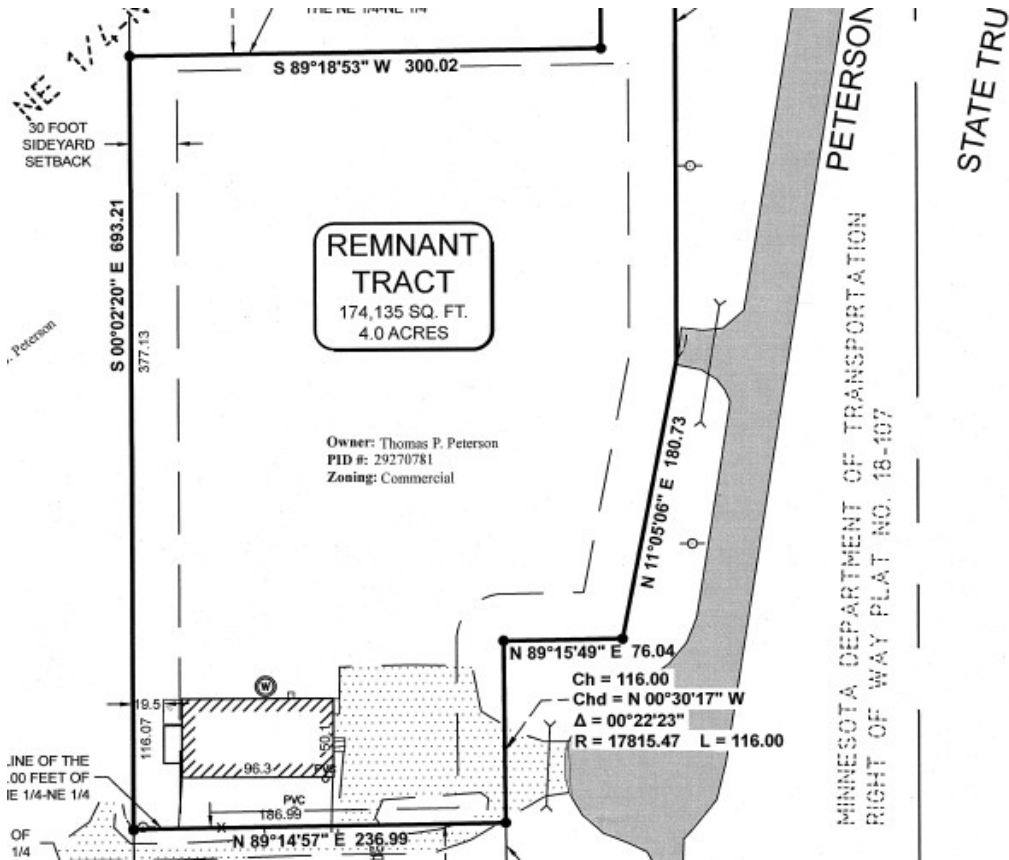 THE NE 1/4-NE 1/4
NE 1/4-N
S 89°18'53" W 300.02
30 FOOT
SIDEYARD
SETBACK
PETERSON
STATE TRU
S 00°02'20" E 693.21
377.13
REMNANT
TRACT
174,135 SQ. FT.
4.0 ACRES
. Peterson
Owner: Thomas P. Peterson
PID #: 29270781
Zoning: Commercial
N 11°05'06" E 180.73
MINNESOTA DEPARTMENT OF TRANSPORTATION
RIGHT OF WAY PLAT NO. 18-107
N 89°15'49" E 76.04
Ch = 116.00
Chd = N 00°30'17" W
Δ = 00°22'23"
R = 17815.47 L = 116.00
W
19.5
116.07
50.1
96.3
PVC
LINE OF THE
.00 FEET OF
IE 1/4-NE 1/4
PVC
186.99
N 89°14'57" E 236.99
OF
1/4